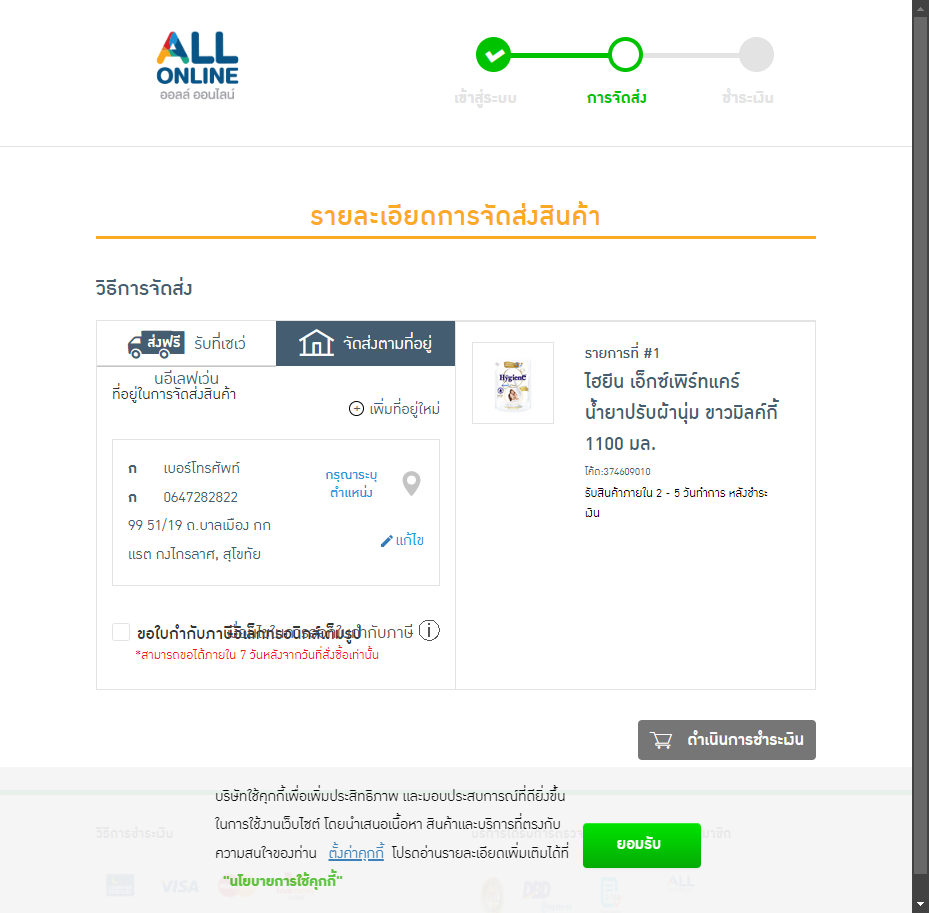 ALL
ONLINE
ออลล์ ออนไลน์
เข้าสู่ระบบ
การจัดส่ง
ชำระเงิน
รายละเอียดการจัดส่งสินค้า
วิธีการจัดส่ง
ส่งฟรี รับที่เซเว่
นอีเลฟเว่น
จัดส่งตามที่อยู่
ที่อยู่ในการจัดส่งสินค้า
เพิ่มที่อยู่ใหม่
ก เบอร์โทรศัพท์
ก 0647282822
99 51/19 ถ.บาลเมือง กก
แรต กงไกรลาศ, สุโขทัย
กรุณาระบุ
ตำแหน่ง
แก้ไข
ขอใบกำกับภาษีอิเล็กทรอนิกส์เต็มรูป
เงื่อนไขในการออกใบกำกับภาษี
*สามารถขอได้ภายใน 7 วันหลังจากวันที่สั่งซื้อเท่านั้น
Hygiene
รายการที่ #1
ไฮยีน เอ็กซ์เพิร์ทแคร์
น้ำยาปรับผ้านุ่ม ขาวมิลค์กี้
1100 มล.
โค้ด:374609010
รับสินค้าภายใน 2 - 5 วันทำการ หลังชำระ
เงิน
ดำเนินการชำระเงิน
บริษัทใช้คุกกี้เพื่อเพิ่มประสิทธิภาพ และมอบประสบการณ์ที่ดียิ่งขึ้น
ในการใช้งานเว็บไซต์ โดยนำเสนอเนื้อหา สินค้าและบริการที่ตรงกับ
ความสนใจของท่าน ตั้งค่าคุกกี้ โปรดอ่านรายละเอียดเพิ่มเติมได้ที่
"นโยบายการใช้คุกกี้"
ยอมรับ
วิธีการชำระเงิน
VISA
DBD
ALL